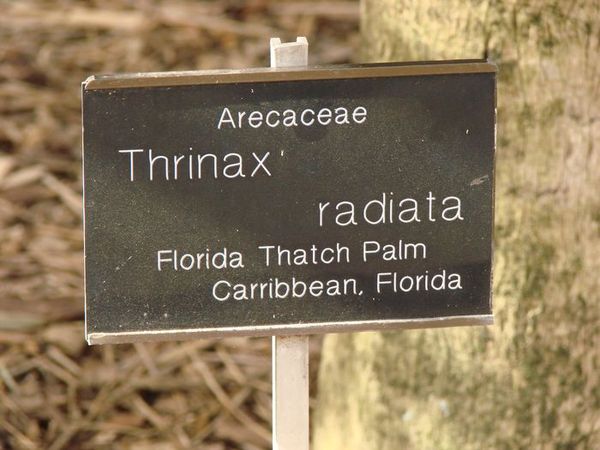 Arecaceae
Thrinax
radiata
Florida Thatch Palm
Carribbean, Florida